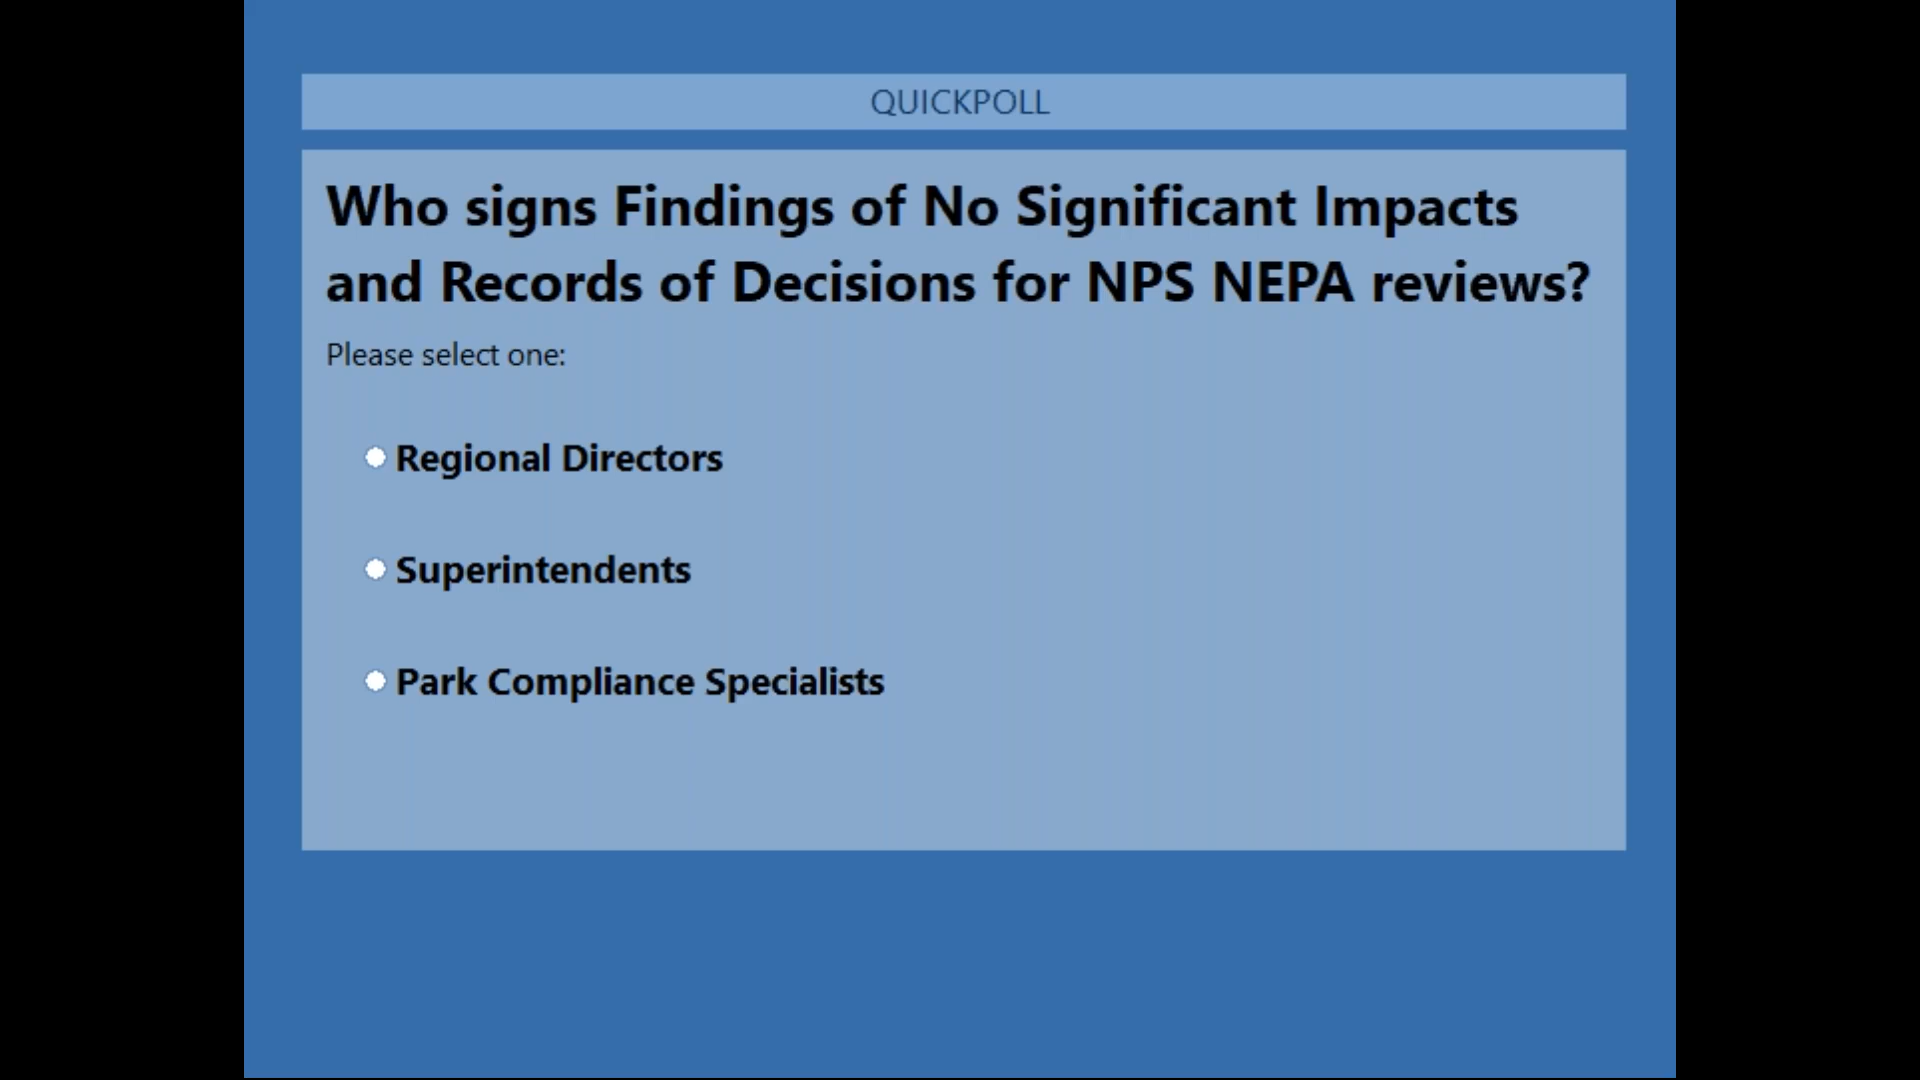 QUICKPOLL
Who signs Findings of No Significant Impacts
and Records of Decisions for NPS NEPA reviews?
Please select one:
Regional Directors
Superintendents
Park Compliance Specialists